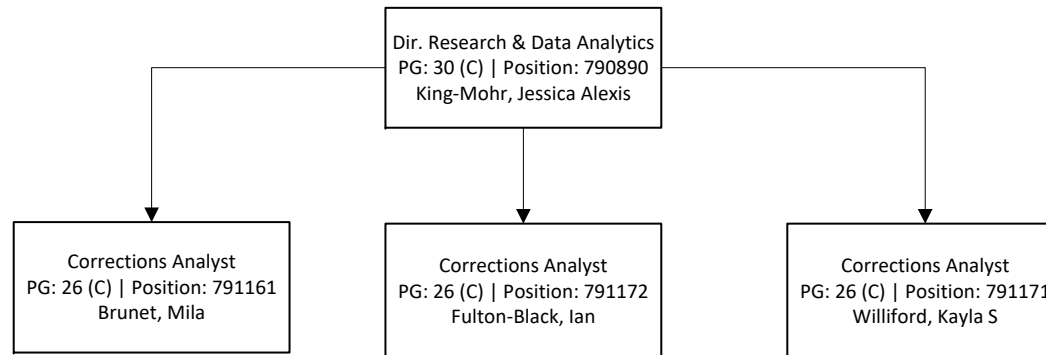 Dir. Research & Data Analytics
PG: 30 (C) | Position: 790890
King-Mohr, Jessica Alexis
Corrections Analyst
PG: 26 (C) | Position: 791161
Brunet, Mila
Corrections Analyst
PG: 26 (C) | Position: 791172
Fulton-Black, Ian
Corrections Analyst
PG: 26 (C) | Position: 791171
Williford, Kayla S